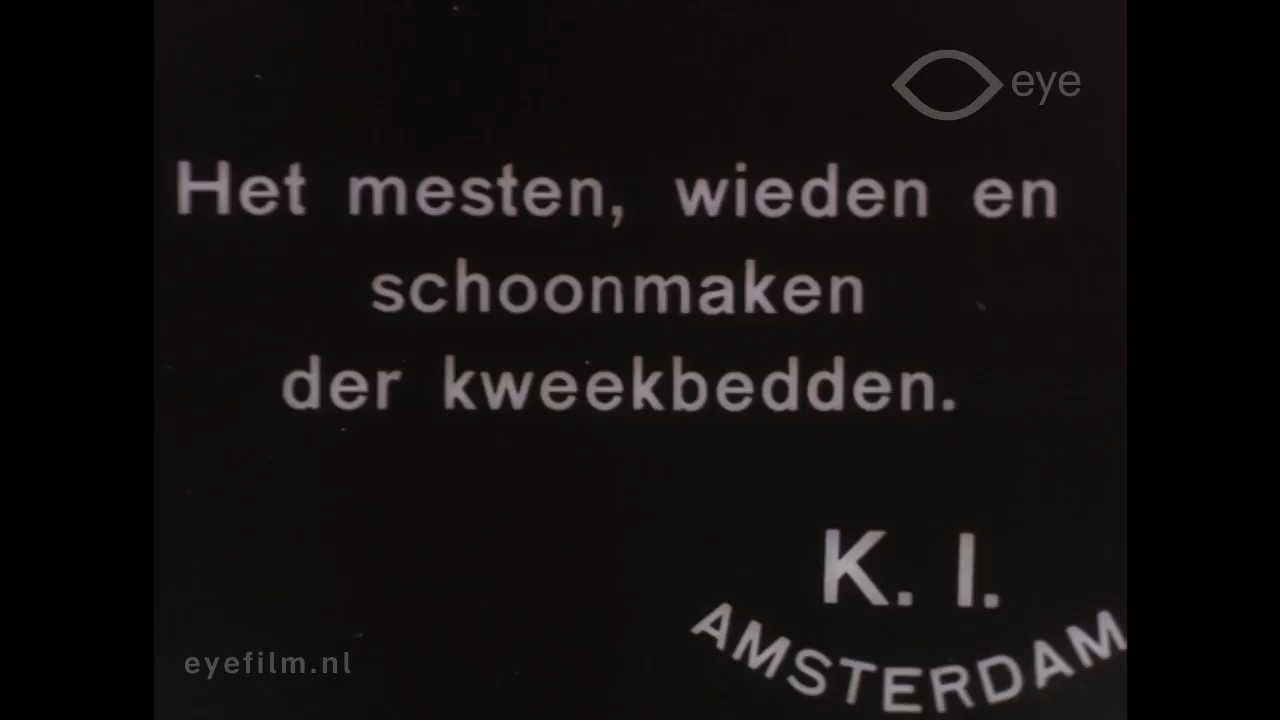 eye
Het mesten, wieden en
schoonmaken
der kweekbedden.
K. I.
AMSTERDAM
eyefilm.nl